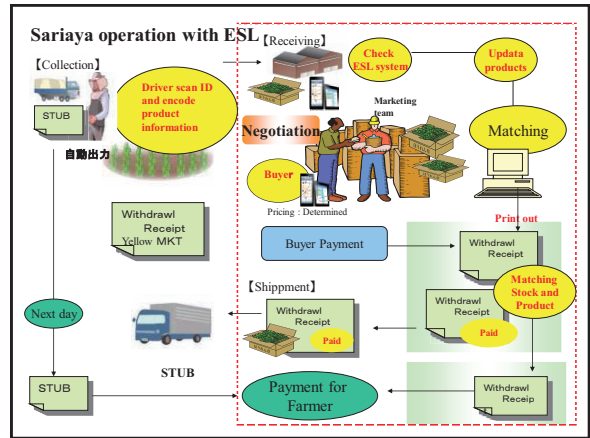 Sariaya operation with ESL
【Collection】
STUB
自動出力
Driver scan ID
and encode
product
information
【Receiving】
Check
ESL system
Updata
products
Marketing
team
Negotiation
Matching
Buyer
Pricing : Determined
Print out
Withdrawl
Receipt
Yellow MKT
Buyer Payment
Withdrawl
Receipt
Matching
Stock and
Product
【Shippment】
Withdrawl
Receipt
Paid
Withdrawl
Receipt
Paid
Next day
STUB
STUB
Payment for
Farmer
Withdrawl
Receip